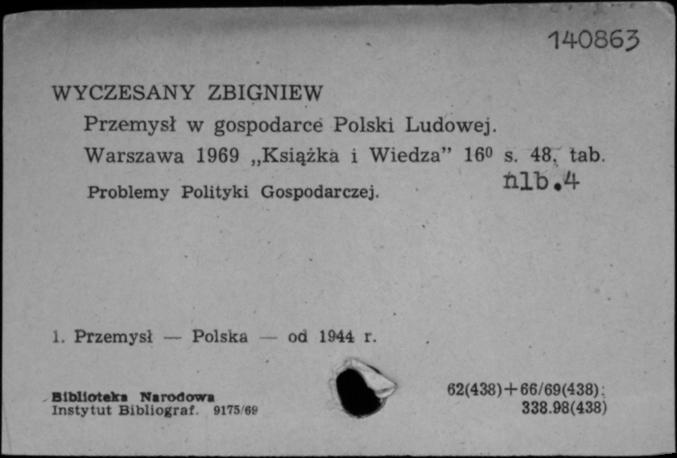 140863
WYCZESANY ZBIGNIEW
Przemysł w gospodarce Polski Ludowej.
Warszawa 1969 „Książka i Wiedza” 16⁰ s. 48, tab.
nlb.4
Problemy Polityki Gospodarczej.
1. Przemysł — Polska — od 1944 r.
Biblioteka Narodowa
Instytut Bibliograf. 9175/69
62(438)+66/69(438);
338.98(438)